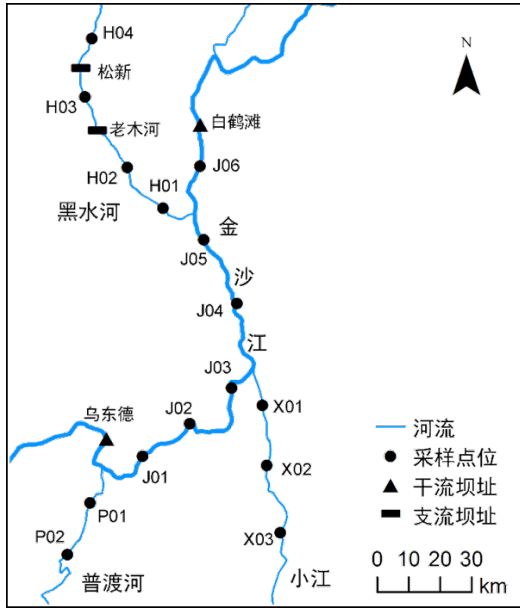 H04
N
松新
H03
白鹤滩
老木河
H02
J06
H01
黑水河
金
J05
沙
J04
江
J03
乌东德
J02
X01
河流
J01
采样点位
X02
干流坝址
P01
支流坝址
P02
X03
0 10 20 30
km
普渡河
小江